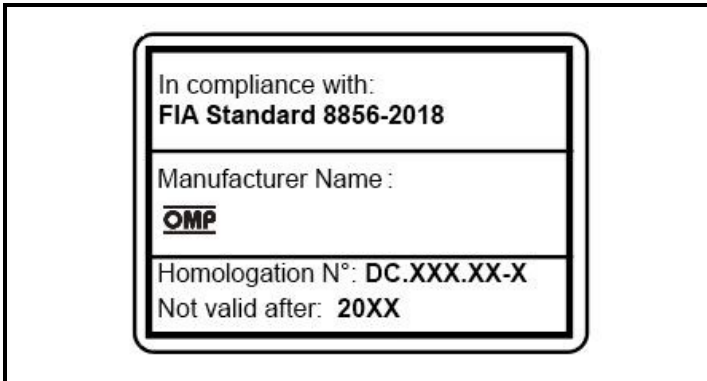 In compliance with:
FIA Standard 8856-2018
Manufacturer Name :
OMP
Homologation N°: DC.XXX.XX-X
Not valid after: 20XX